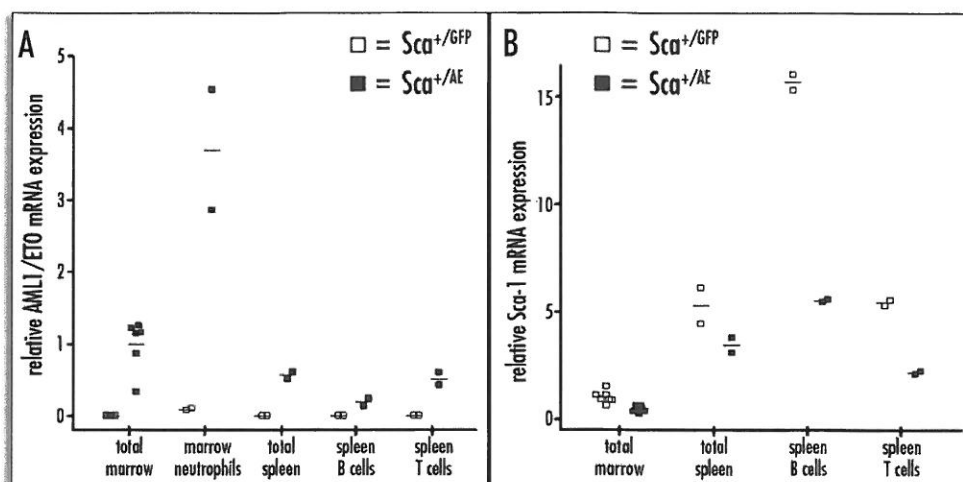 A
□ = Sca+/GFP
■ = Sca+/AE
relative AML1/ETO mRNA expression
5
4
3
2
1
0
total marrow
marrow neutrophils
total spleen
spleen B cells
spleen T cells
B
□ = Sca+/GFP
■ = Sca+/AE
relative Sca-1 mRNA expression
15
10
5
0
total marrow
total spleen
spleen B cells
spleen T cells